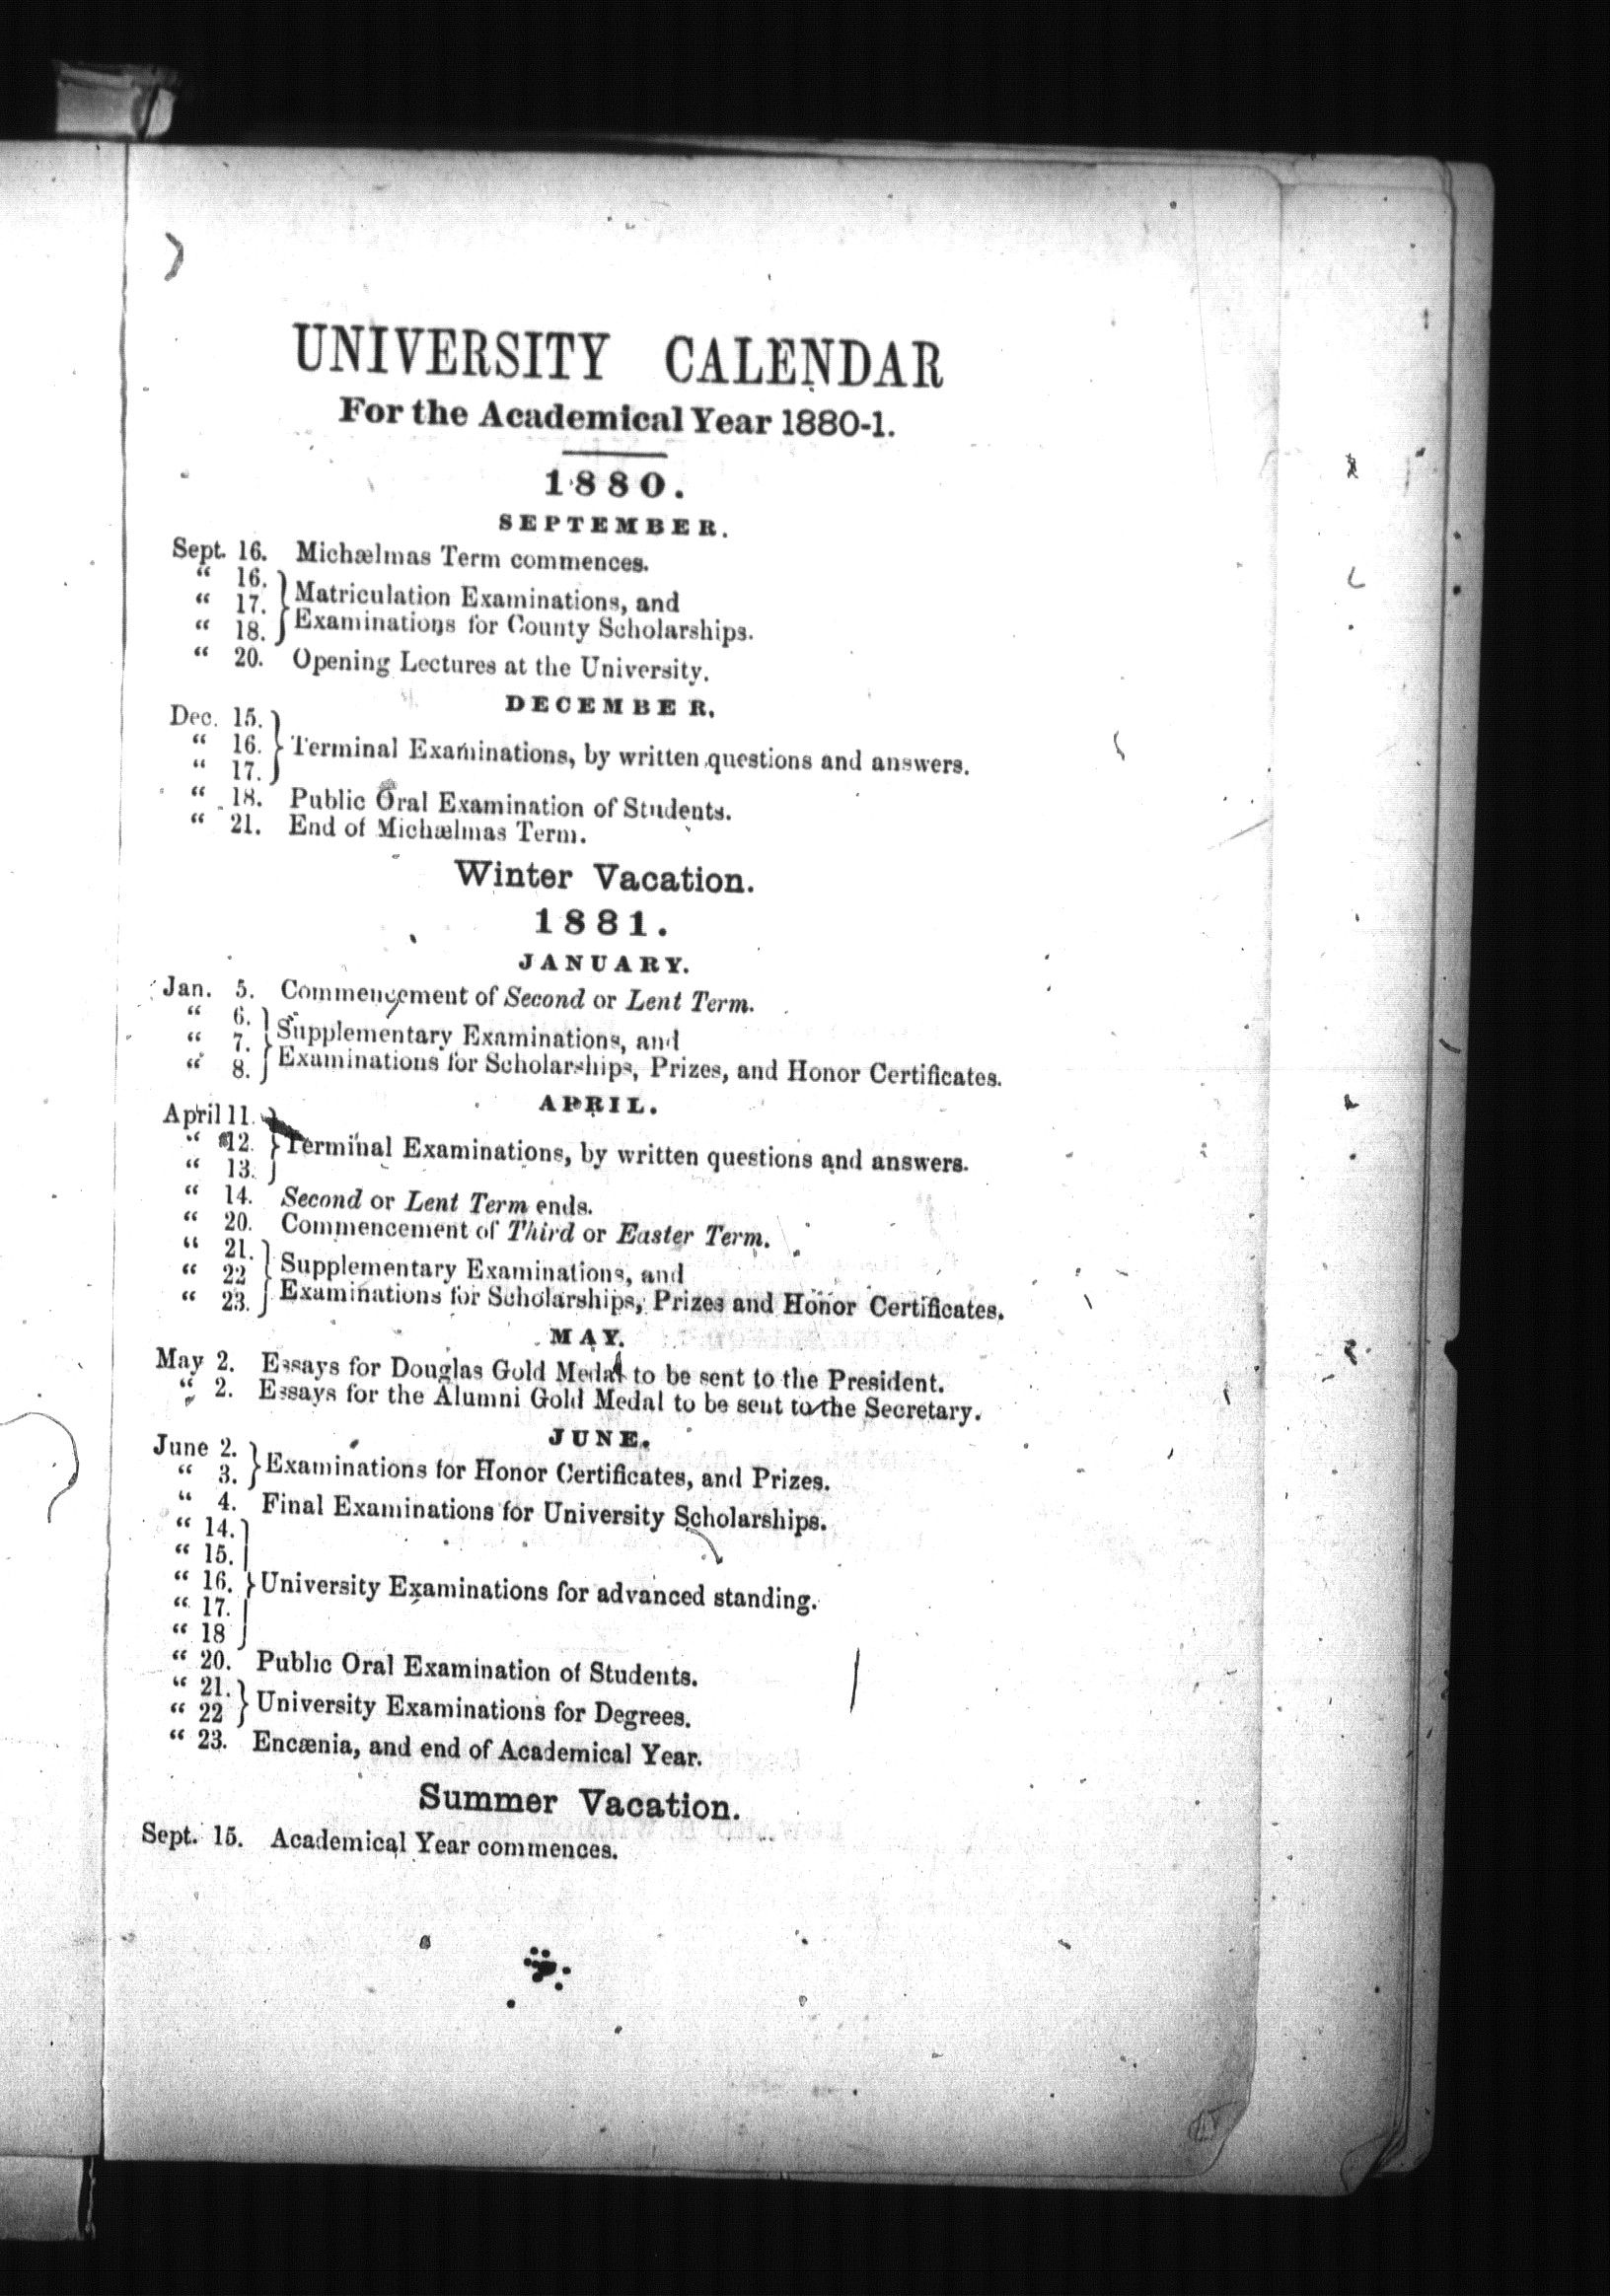 UNIVERSITY CALENDAR
For the Academical Year 1880-1.
1880.
SEPTEMBER.
Sept. 16. Michælmas Term commences.
“ 16.
“ 17. } Matriculation Examinations, and
“ 18. Examinations for County Scholarships.
“ 20. Opening Lectures at the University.
DECEMBER.
Dec. 15.
“ 16. } Terminal Examinations, by written questions and answers.
“ 17.
“ 18. Public Oral Examination of Students.
“ 21. End of Michælmas Term.
Winter Vacation.
1881.
JANUARY.
Jan. 5. Commencement of Second or Lent Term.
“ 6.
“ 7. } Supplementary Examinations, and
“ 8. Examinations for Scholarships, Prizes, and Honor Certificates.
APRIL.
April 11.
“ 12. } Terminal Examinations, by written questions and answers.
“ 13.
“ 14. Second or Lent Term ends.
“ 20. Commencement of Third or Easter Term.
“ 21.
“ 22 } Supplementary Examinations, and
“ 23. Examinations for Scholarships, Prizes and Honor Certificates.
MAY.
May 2. Essays for Douglas Gold Medal to be sent to the President.
“ 2. Essays for the Alumni Gold Medal to be sent to the Secretary.
JUNE.
June 2.
“ 3. } Examinations for Honor Certificates, and Prizes.
“ 4. Final Examinations for University Scholarships.
“ 14.
“ 15.
“ 16. } University Examinations for advanced standing.
“ 17.
“ 18
“ 20. Public Oral Examination of Students.
“ 21.
“ 22 } University Examinations for Degrees.
“ 23. Encænia, and end of Academical Year.
Summer Vacation.
Sept. 15. Academical Year commences.